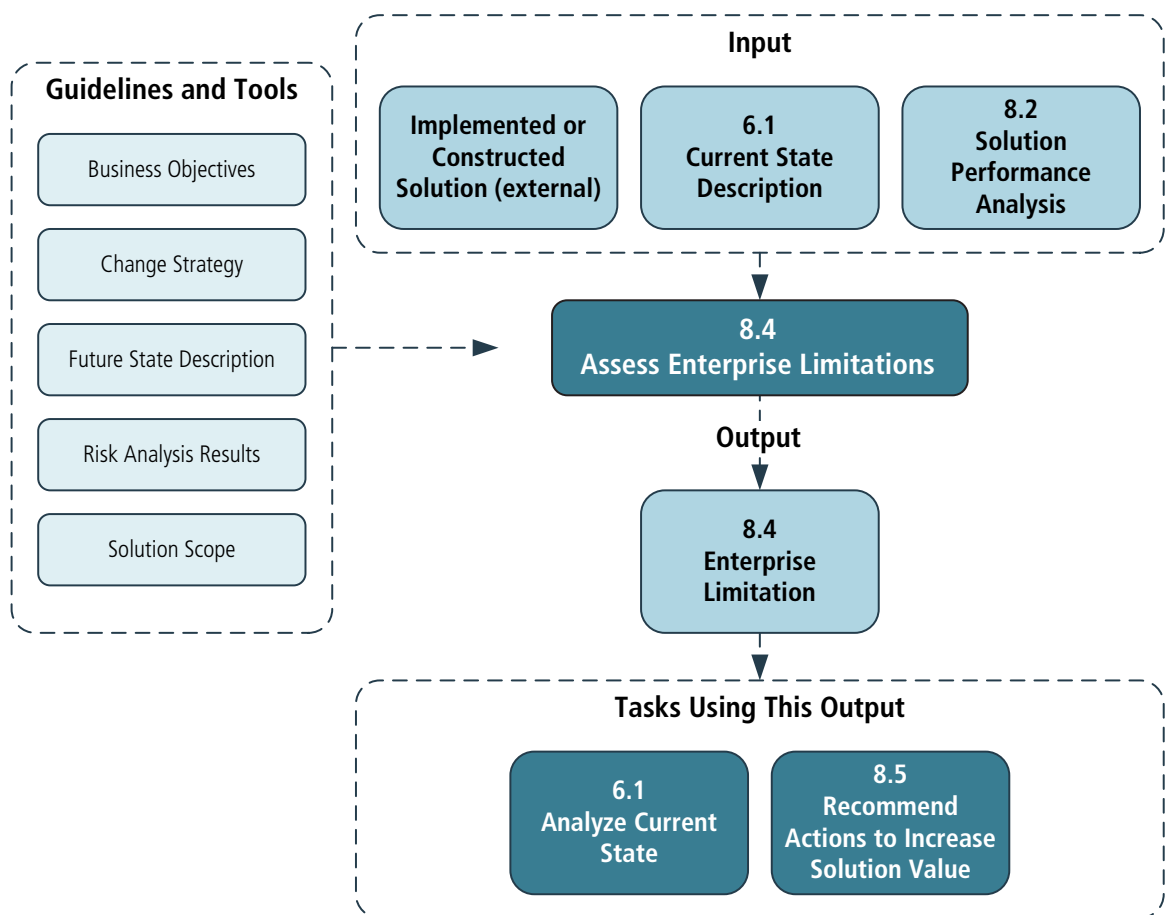 Input
Implemented or
Constructed
Solution (external)
6.1
Current State
Description
8.2
Solution
Performance
Analysis
Guidelines and Tools
Business Objectives
Change Strategy
Future State Description
Risk Analysis Results
Solution Scope
8.4
Assess Enterprise Limitations
Output
8.4
Enterprise
Limitation
Tasks Using This Output
6.1
Analyze Current
State
8.5
Recommend
Actions to Increase
Solution Value